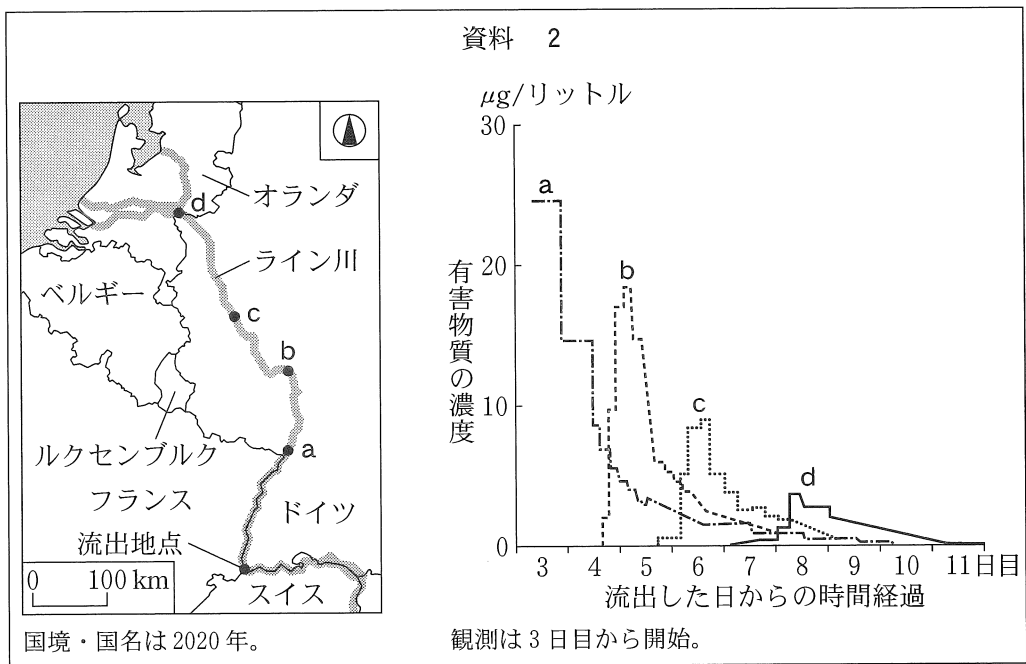 資料 2
オランダ
d
ライン川
ベルギー
c
b
ルクセンブルク
a
フランス
ドイツ
流出地点
0 100 km
スイス
国境・国名は2020年。
μg/リットル
30
20
10
0
有害物質の濃度
a
b
c
d
3 4 5 6 7 8 9 10 11日目
流出した日からの時間経過
観測は3日目から開始。